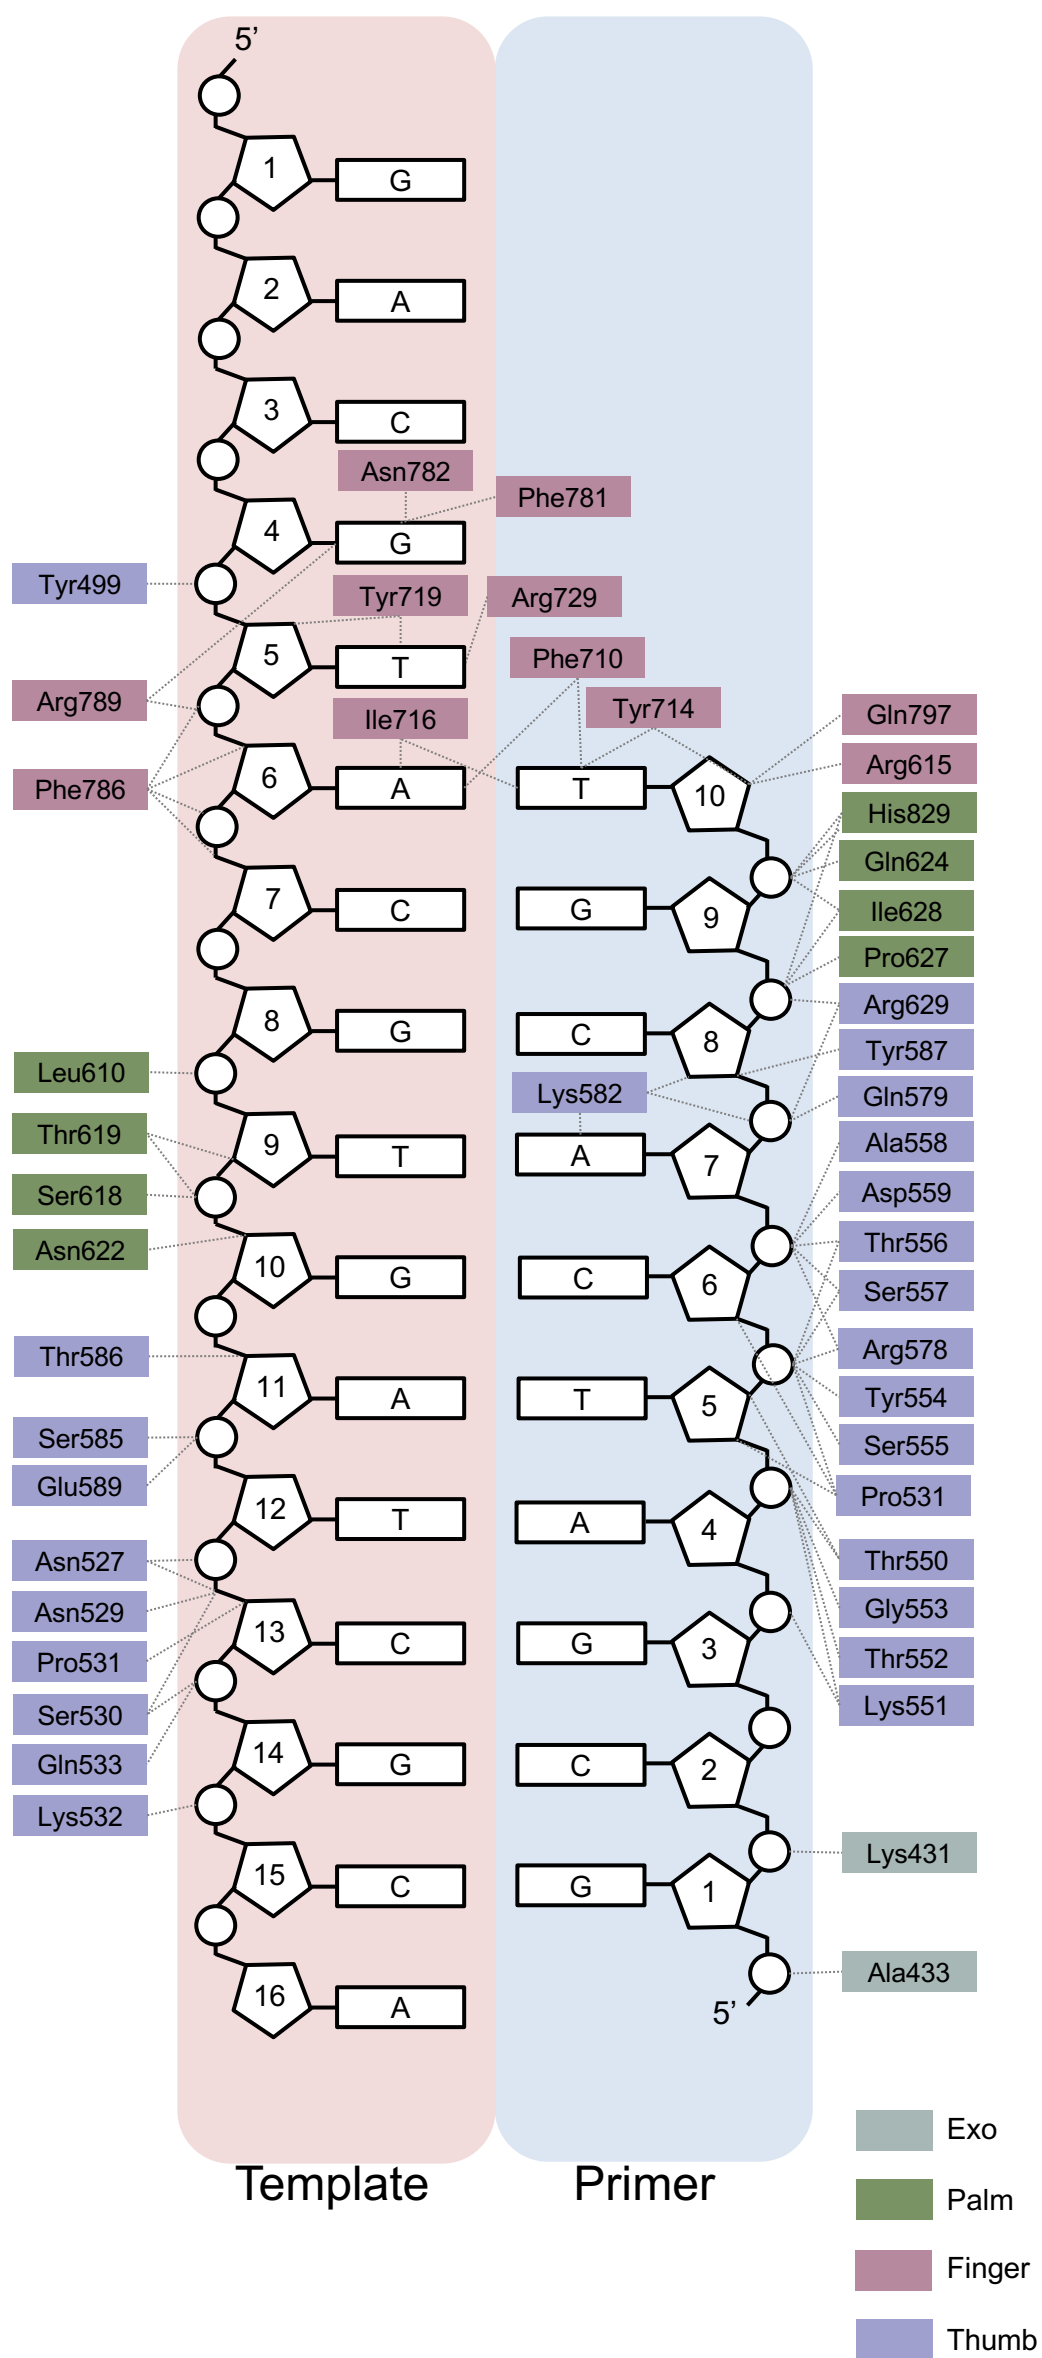 5’
1 G
2 A
3 C
Asn782
Phe781
4 G
Tyr499
Tyr719
Arg729
5 T
Phe710
Arg789
Ile716
Tyr714
Gln797
Phe786
6 A T 10
Arg615
His829
Gln624
7 C G 9
Ile628
Pro627
Arg629
8 G C 8
Tyr587
Leu610
Lys582
Gln579
Thr619
9 T A 7
Ala558
Ser618
Asp559
Asn622
Thr556
10 G C 6
Ser557
Thr586
Arg578
11 A T 5
Tyr554
Ser585
Ser555
Glu589
Pro531
12 T A 4
Asn527
Thr550
Asn529
Gly553
13 C G 3
Pro531
Thr552
Ser530
Lys551
Gln533
14 G C 2
Lys532
Lys431
15 C G 1
Ala433
16 A
5’
Exo
Template Primer
Palm
Finger
Thumb